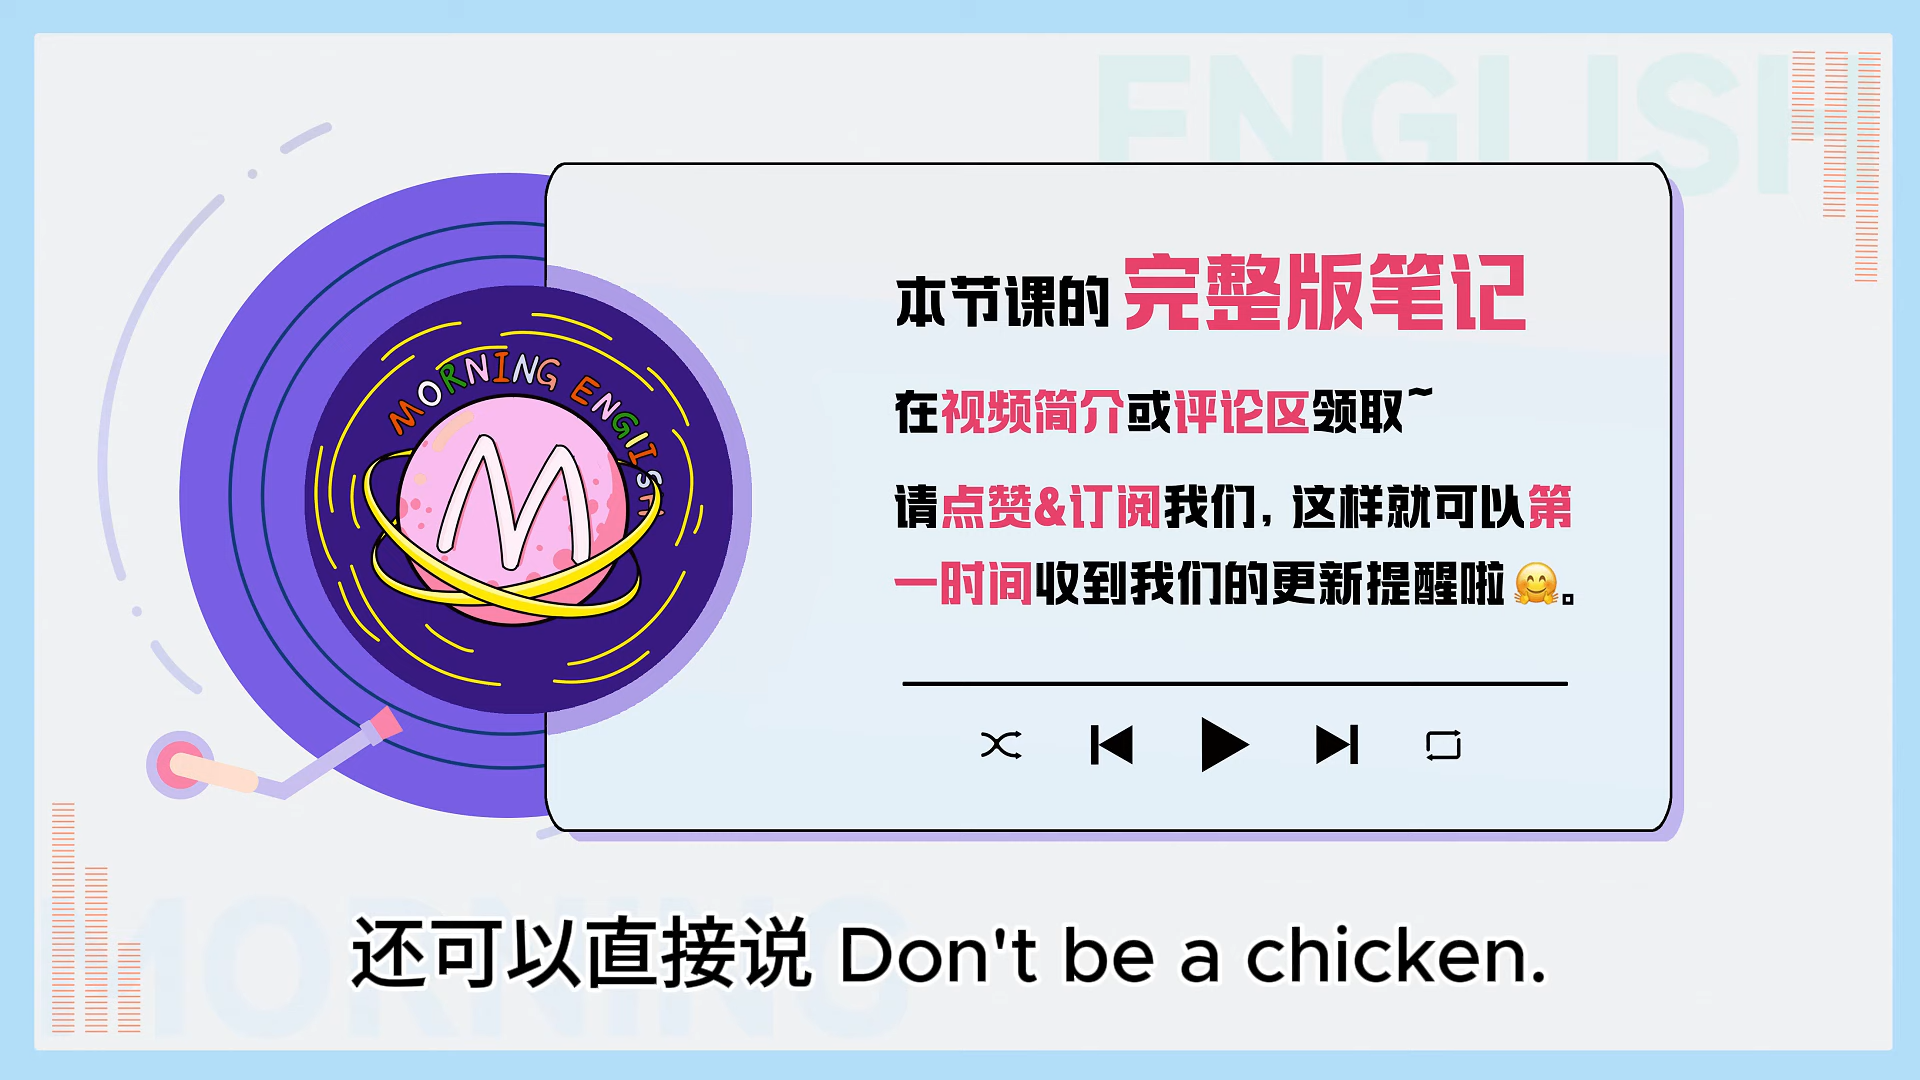 ENGLISH
本节课的 完整版笔记
在视频简介或评论区领取~
请点赞&订阅我们，这样就可以第
一时间收到我们的更新提醒啦🤗。
MORNING ENGLISH
M
MORNING
还可以直接说 Don't be a chicken.